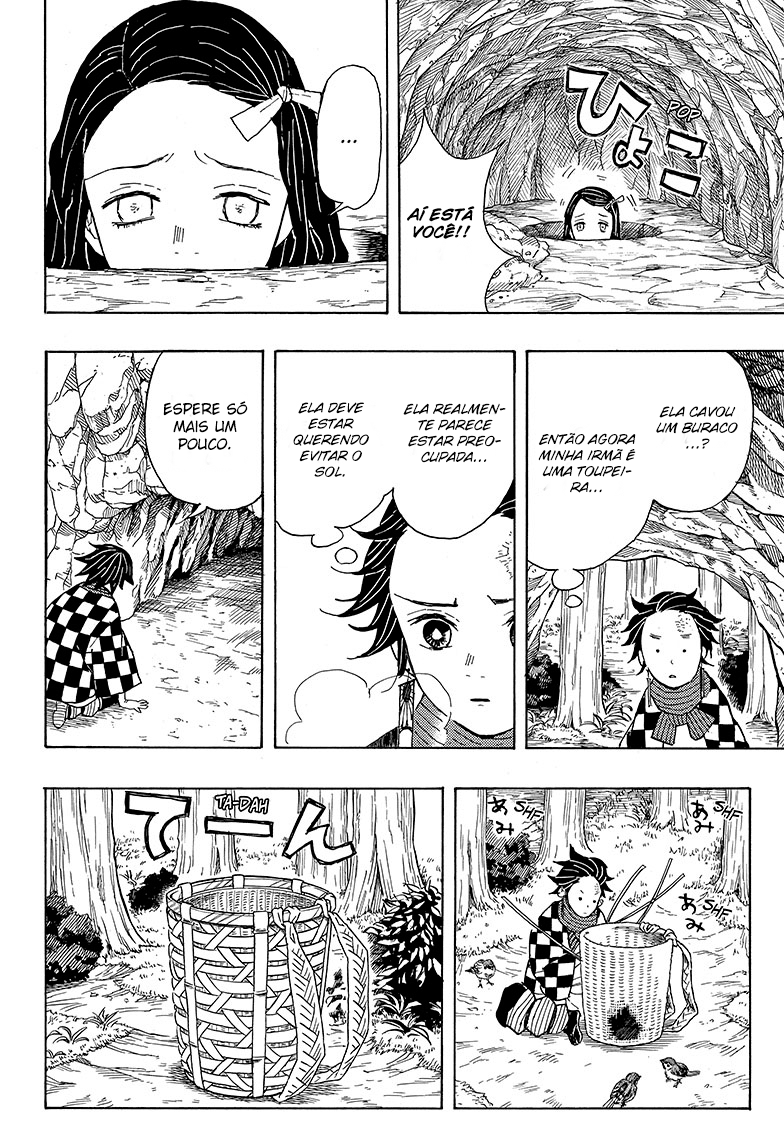 ひょこ
POP
AÍ ESTÁ
VOCÊ!!
...
ELA CAVOU
UM BURACO
...?
ENTÃO AGORA
MINHA IRMÃ É
UMA TOUPEI-
RA...
ELA REALMEN-
TE PARECE
ESTAR PREO-
CUPADA...
ELA DEVE
ESTAR
QUERENDO
EVITAR O
SOL.
ESPERE SÓ
MAIS UM
POUCO.
あみ
SHF
あみ
SHF
あみ
SHF
てーん
TA-DAH